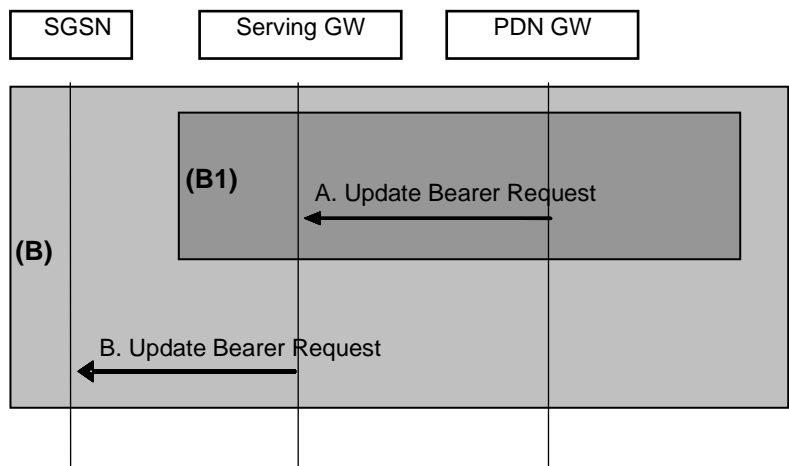 SGSN
Serving GW
PDN GW
(B1)
A. Update Bearer Request
(B)
B. Update Bearer Request